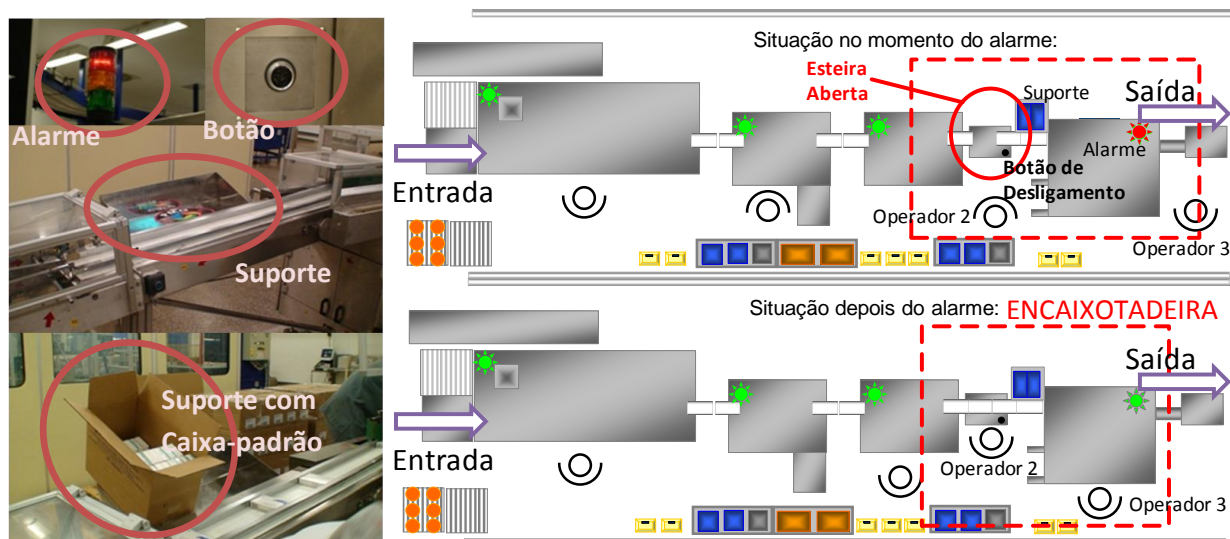 Alarme
Botão
Suporte
Suporte com
Caixa-padrão
Situação no momento do alarme:
Esteira
Aberta
Suporte
Saída
Alarme
Botão de
Desligamento
Entrada
Operador 2
Operador 3
Situação depois do alarme: ENCAIXOTADEIRA
Saída
Entrada
Operador 2
Operador 3